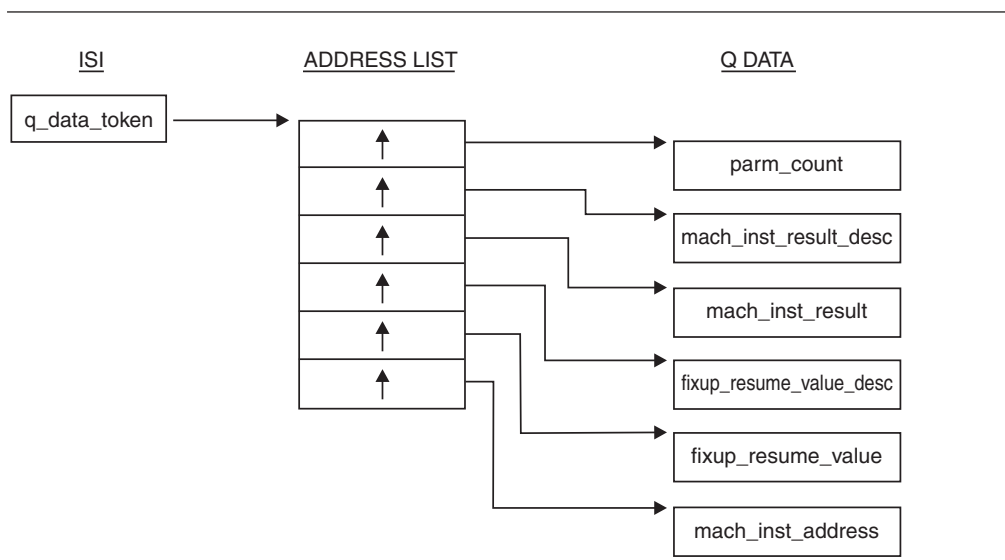 ISI
ADDRESS LIST
Q DATA
q_data_token
parm_count
mach_inst_result_desc
mach_inst_result
fixup_resume_value_desc
fixup_resume_value
mach_inst_address